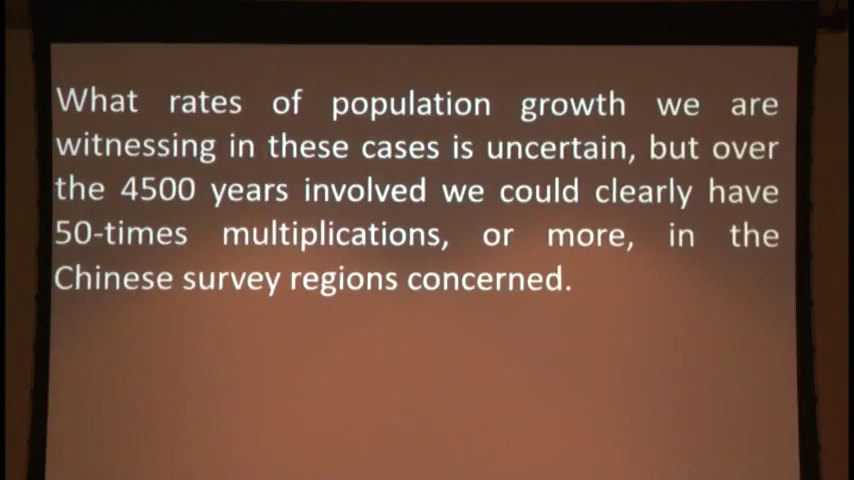 What rates of population growth we are
witnessing in these cases is uncertain, but over
the 4500 years involved we could clearly have
50-times multiplications, or more, in the
Chinese survey regions concerned.